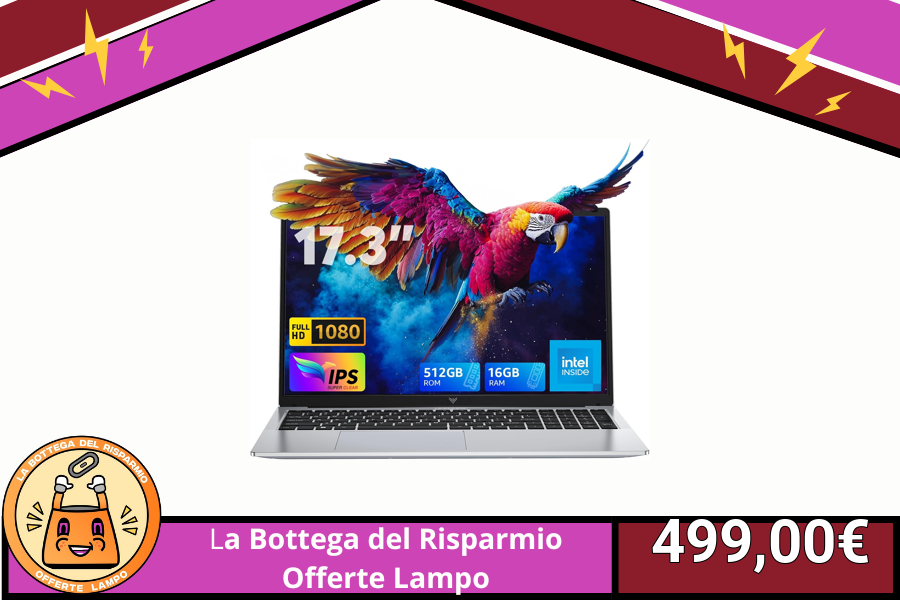 17.3"
FULL HD 1080
IPS
SUPER CLEAR
512GB
ROM
16GB
RAM
intel
INSIDE
LA BOTTEGA DEL RISPARMIO
OFFERTE LAMPO
La Bottega del Risparmio
Offerte Lampo
499,00€